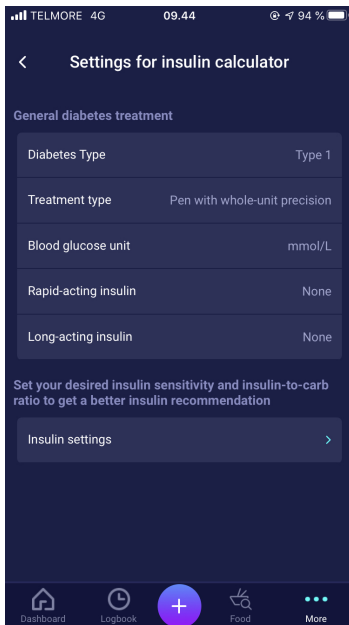 TELMORE 4G 09.44 94 %
Settings for insulin calculator
General diabetes treatment
Diabetes Type Type 1
Treatment type Pen with whole-unit precision
Blood glucose unit mmol/L
Rapid-acting insulin None
Long-acting insulin None
Set your desired insulin sensitivity and insulin-to-carb
ratio to get a better insulin recommendation
Insulin settings
Dashboard Logbook Food More